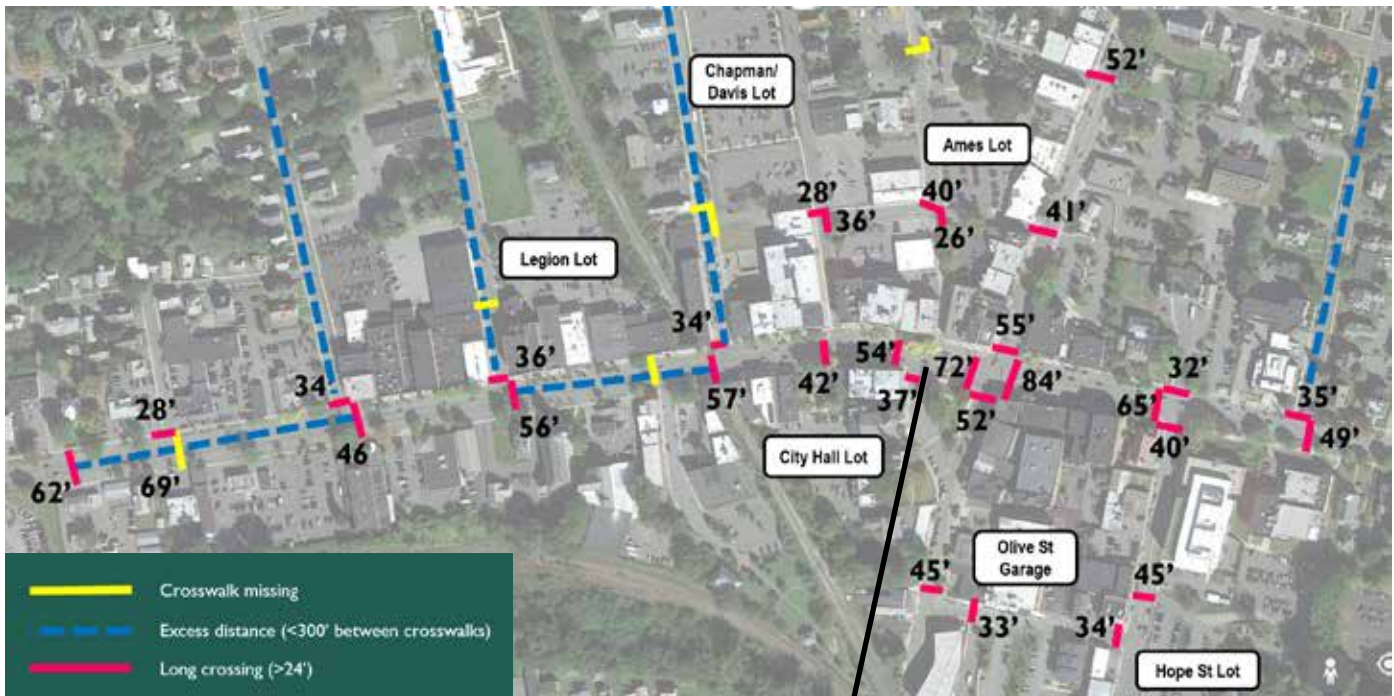 52'
Chapman/
Davis Lot
Ames Lot
28'
40'
36'
26'
41'
Legion Lot
34'
36'
54'
55'
42'
72'
84'
32'
57'
37'
52'
65'
35'
34'
28'
56'
40'
49'
46'
City Hall Lot
62'
69'
Olive St
Garage
45'
45'
33'
34'
Hope St Lot
Crosswalk missing
Excess distance (<300' between crosswalks)
Long crossing (>24')